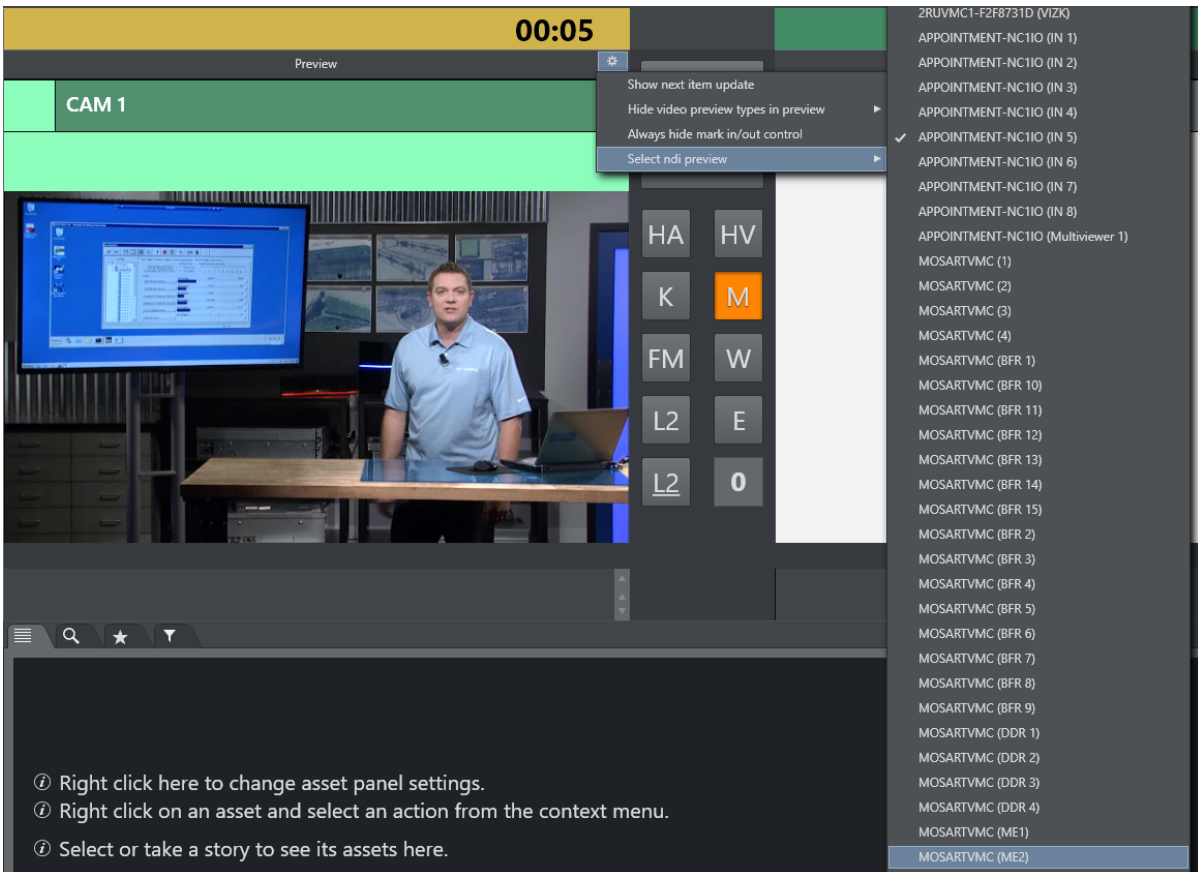 00:05
Preview
CAM 1
Show next item update
Hide video preview types in preview
Always hide mark in/out control
Select ndi preview
HA HV
K M
FM W
L2 E
L2 0
2RUVMC1-F2F8731D (VIZK)
APPOINTMENT-NC1IO (IN 1)
APPOINTMENT-NC1IO (IN 2)
APPOINTMENT-NC1IO (IN 3)
APPOINTMENT-NC1IO (IN 4)
APPOINTMENT-NC1IO (IN 5)
APPOINTMENT-NC1IO (IN 6)
APPOINTMENT-NC1IO (IN 7)
APPOINTMENT-NC1IO (IN 8)
APPOINTMENT-NC1IO (Multiviewer 1)
MOSARTVMC (1)
MOSARTVMC (2)
MOSARTVMC (3)
MOSARTVMC (4)
MOSARTVMC (BFR 1)
MOSARTVMC (BFR 10)
MOSARTVMC (BFR 11)
MOSARTVMC (BFR 12)
MOSARTVMC (BFR 13)
MOSARTVMC (BFR 14)
MOSARTVMC (BFR 15)
MOSARTVMC (BFR 2)
MOSARTVMC (BFR 3)
MOSARTVMC (BFR 4)
MOSARTVMC (BFR 5)
MOSARTVMC (BFR 6)
MOSARTVMC (BFR 7)
MOSARTVMC (BFR 8)
MOSARTVMC (BFR 9)
MOSARTVMC (DDR 1)
MOSARTVMC (DDR 2)
MOSARTVMC (DDR 3)
MOSARTVMC (DDR 4)
MOSARTVMC (ME1)
MOSARTVMC (ME2)
Right click here to change asset panel settings.
Right click on an asset and select an action from the context menu.
Select or take a story to see its assets here.